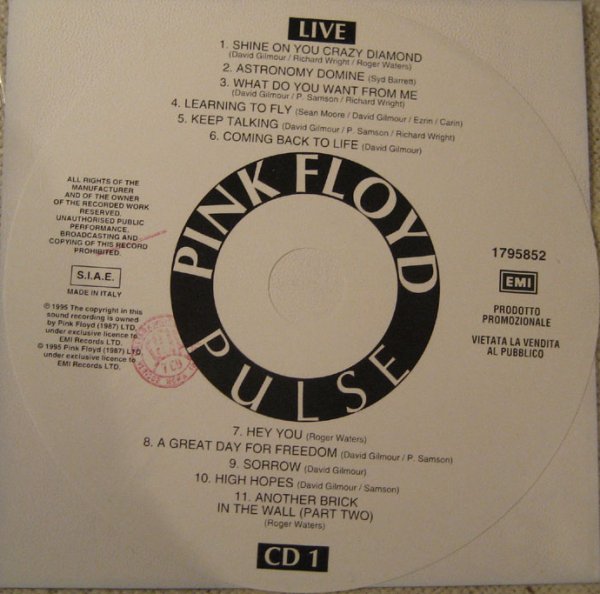 LIVE
1. SHINE ON YOU CRAZY DIAMOND
(David Gilmour / Richard Wright / Roger Waters)
2. ASTRONOMY DOMINE (Syd Barrett)
3. WHAT DO YOU WANT FROM ME
(David Gilmour / P. Samson / Richard Wright)
4. LEARNING TO FLY (Sean Moore / David Gilmour / Ezrin / Carin)
5. KEEP TALKING (David Gilmour / P. Samson / Richard Wright)
6. COMING BACK TO LIFE (David Gilmour)
PINK FLOYD
PULSE
ALL RIGHTS OF THE
MANUFACTURER
AND OF THE OWNER
OF THE RECORDED WORK
RESERVED.
UNAUTHORISED PUBLIC
PERFORMANCE,
BROADCASTING AND
COPYING OF THIS RECORD
PROHIBITED.
S.I.A.E.
MADE IN ITALY
℗ 1995 The copyright in this
sound recording is owned
by Pink Floyd (1987) LTD.
under exclusive licence to
EMI Records LTD.
© 1995 Pink Floyd (1987) LTD.
under exclusive licence to
EMI Records LTD.
1795852
EMI
PRODOTTO
PROMOZIONALE
VIETATA LA VENDITA
AL PUBBLICO
7. HEY YOU (Roger Waters)
8. A GREAT DAY FOR FREEDOM (David Gilmour / P. Samson)
9. SORROW (David Gilmour)
10. HIGH HOPES (David Gilmour / Samson)
11. ANOTHER BRICK
IN THE WALL (PART TWO)
(Roger Waters)
CD 1